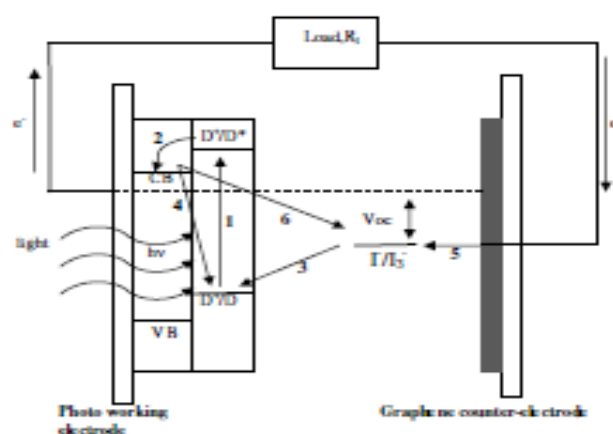 Load,Rₗ
e⁻
D⁺/D*
2
CB
4
1
6
Voc
light
hν
3
I⁻/I₃⁻
5
D⁺/D
VB
Photo working
electrode
Graphene counter-electrode